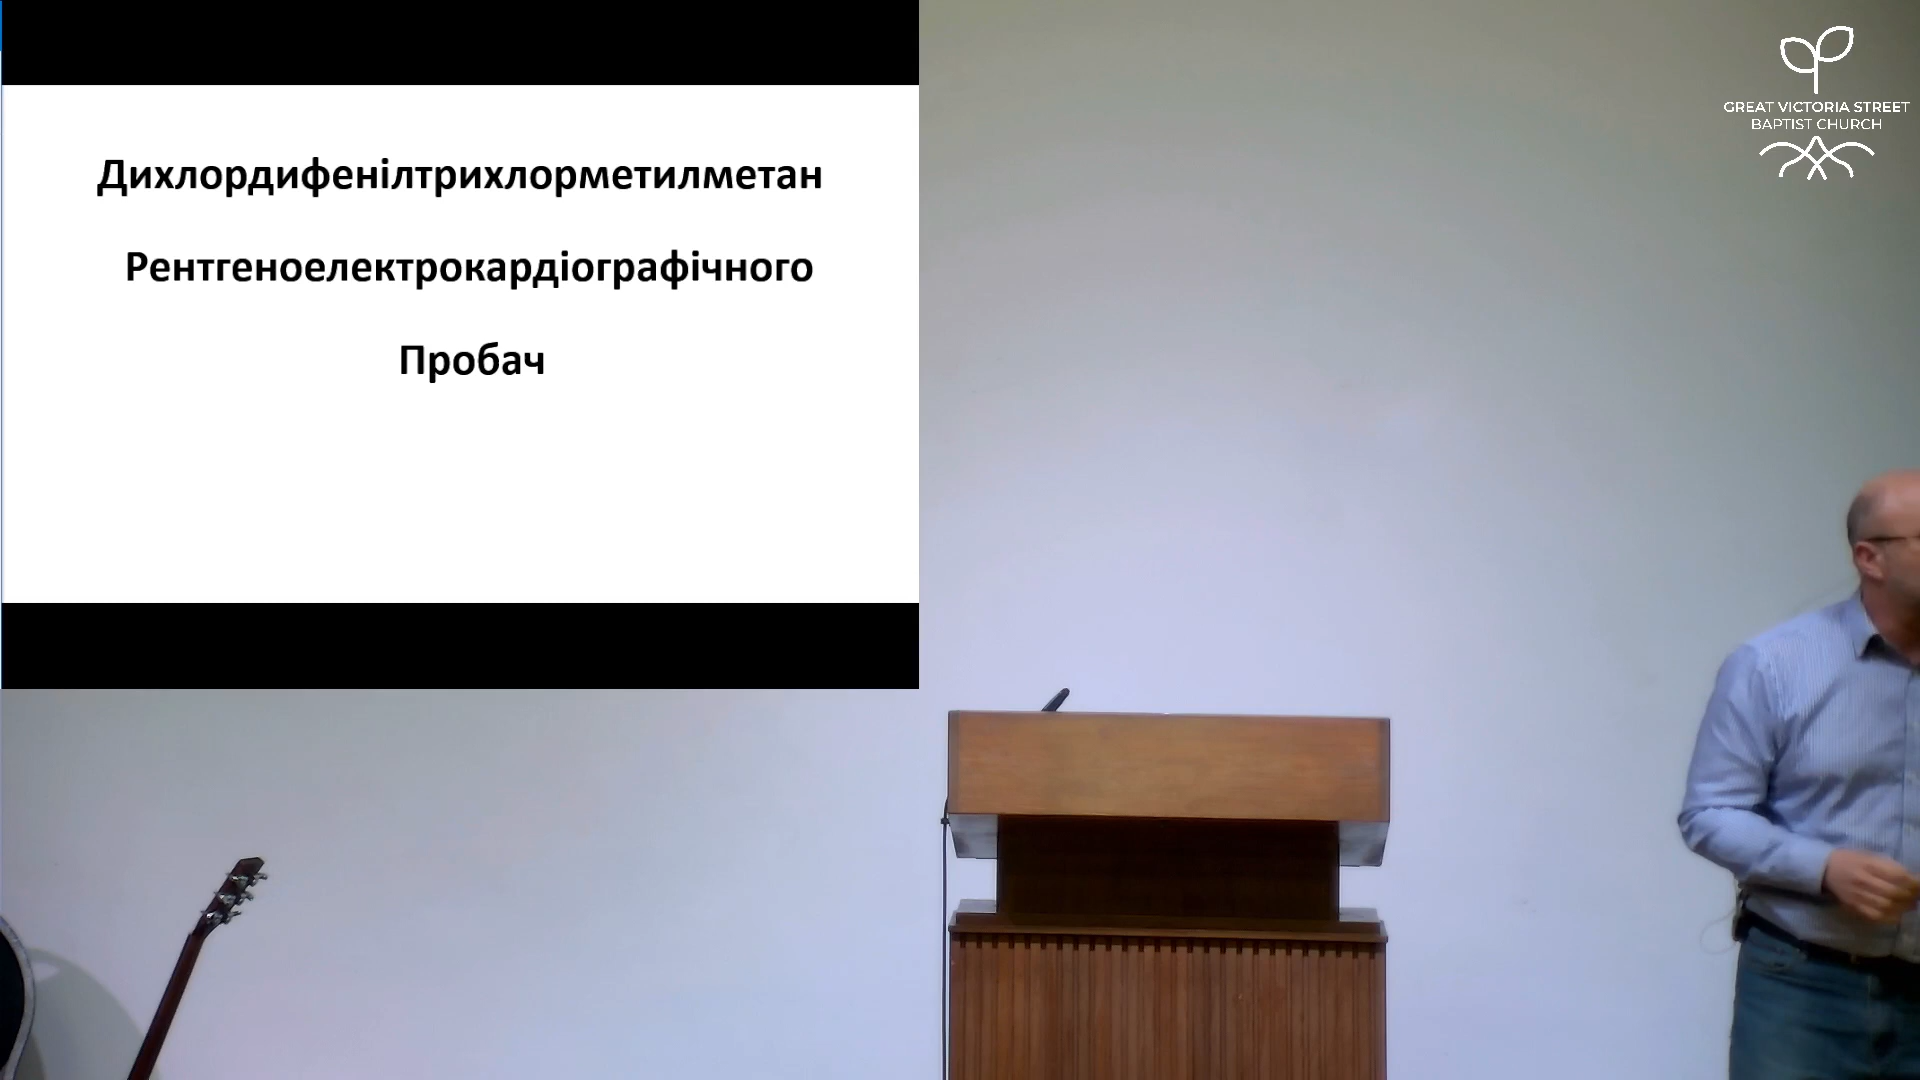 Дихлордифенілтрихлорметилметан
Рентгеноелектрокардіографічного
Пробач
GREAT VICTORIA STREET
BAPTIST CHURCH